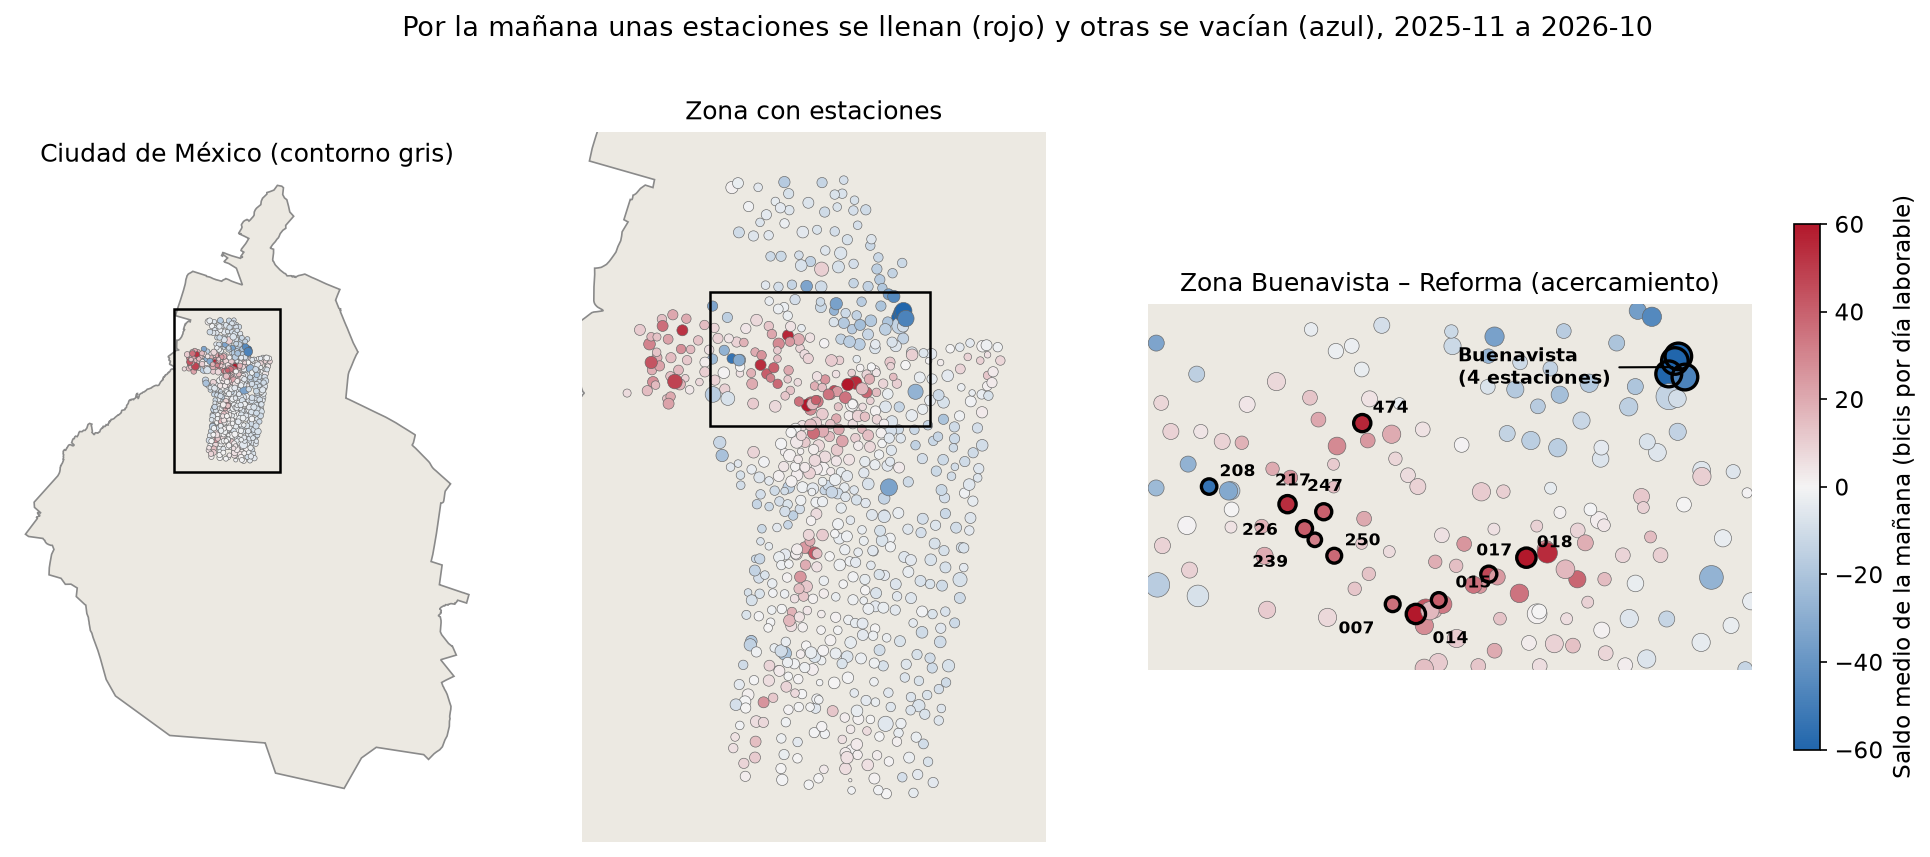 Por la mañana unas estaciones se llenan (rojo) y otras se vacían (azul), 2025-11 a 2026-10
Ciudad de México (contorno gris)
Zona con estaciones
Zona Buenavista – Reforma (acercamiento)
Buenavista
(4 estaciones)
474
208
217
247
226
250
239
017
018
015
007
014
60
40
20
0
−20
−40
−60
Saldo medio de la mañana (bicis por día laborable)